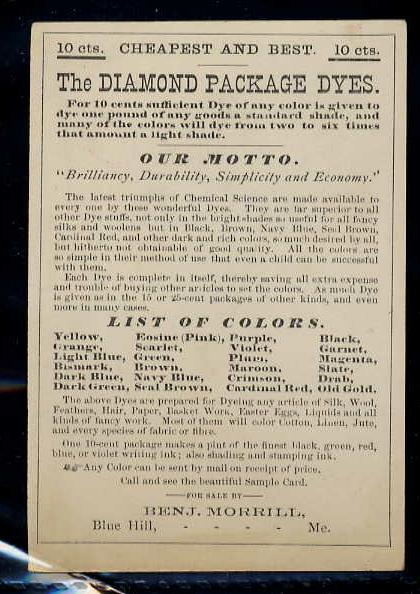 10 cts. CHEAPEST AND BEST. 10 cts.
The DIAMOND PACKAGE DYES.
For 10 cents sufficient Dye of any color is given to
dye one pound of any goods a standard shade, and
many of the colors will dye from two to six times
that amount a light shade.
OUR MOTTO.
"Brilliancy, Durability, Simplicity and Economy."
The latest triumphs of Chemical Science are made available to
every one by these wonderful Dyes. They are far superior to all
other Dye stuffs, not only in the bright shades so useful for all fancy
silks and woolens but in Black, Brown, Navy Blue, Seal Brown,
Cardinal Red, and other dark and rich colors, so much desired by all,
but hitherto not obtainable of good quality. All the colors are
so simple in their method of use that even a child can be successful
with them.
Each Dye is complete in itself, thereby saving all extra expense
and trouble of buying other articles to set the colors. As much Dye
is given as in the 15 or 25-cent packages of other kinds, and even
more in many cases.
LIST OF COLORS.
Yellow, Eosine (Pink), Purple, Black,
Orange, Scarlet, Violet, Garnet,
Light Blue, Green, Plum, Magenta,
Bismark, Brown, Maroon, Slate,
Dark Blue, Navy Blue, Crimson, Drab,
Dark Green, Seal Brown, Cardinal Red, Old Gold.
The above Dyes are prepared for Dyeing any article of Silk, Wool,
Feathers, Hair, Paper, Basket Work, Easter Eggs, Liquids and all
kinds of fancy work. Most of them will color Cotton, Linen, Jute,
and every species of fabric or fibre.
One 10-cent package makes a pint of the finest black, green, red,
blue, or violet writing ink; also shading and stamping ink.
Any Color can be sent by mail on receipt of price.
Call and see the beautiful Sample Card.
FOR SALE BY
BENJ. MORRILL,
Blue Hill, - - - - Me.